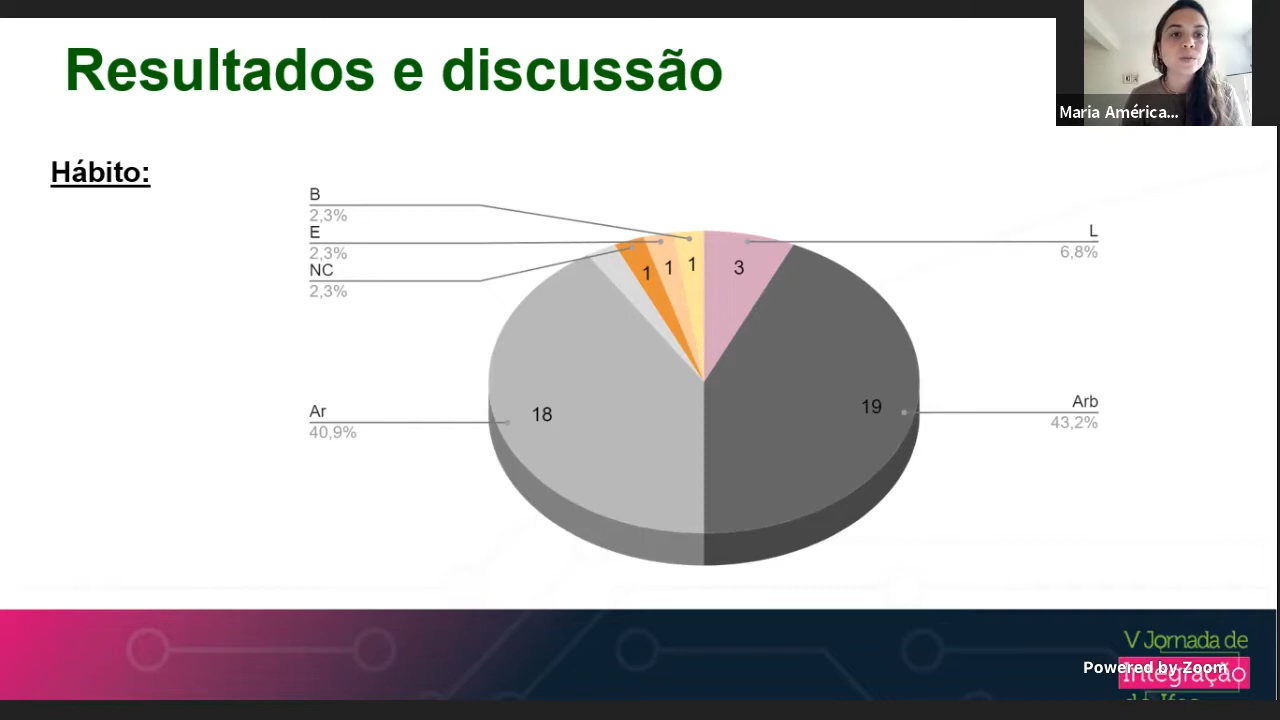 Resultados e discussão
Maria América...
Hábito:
B
2,3%
E
2,3%
NC
2,3%
L
6,8%
1
1
1
3
Ar
40,9%
18
19
Arb
43,2%
V Jornada de
Powered by Zoom
Integração